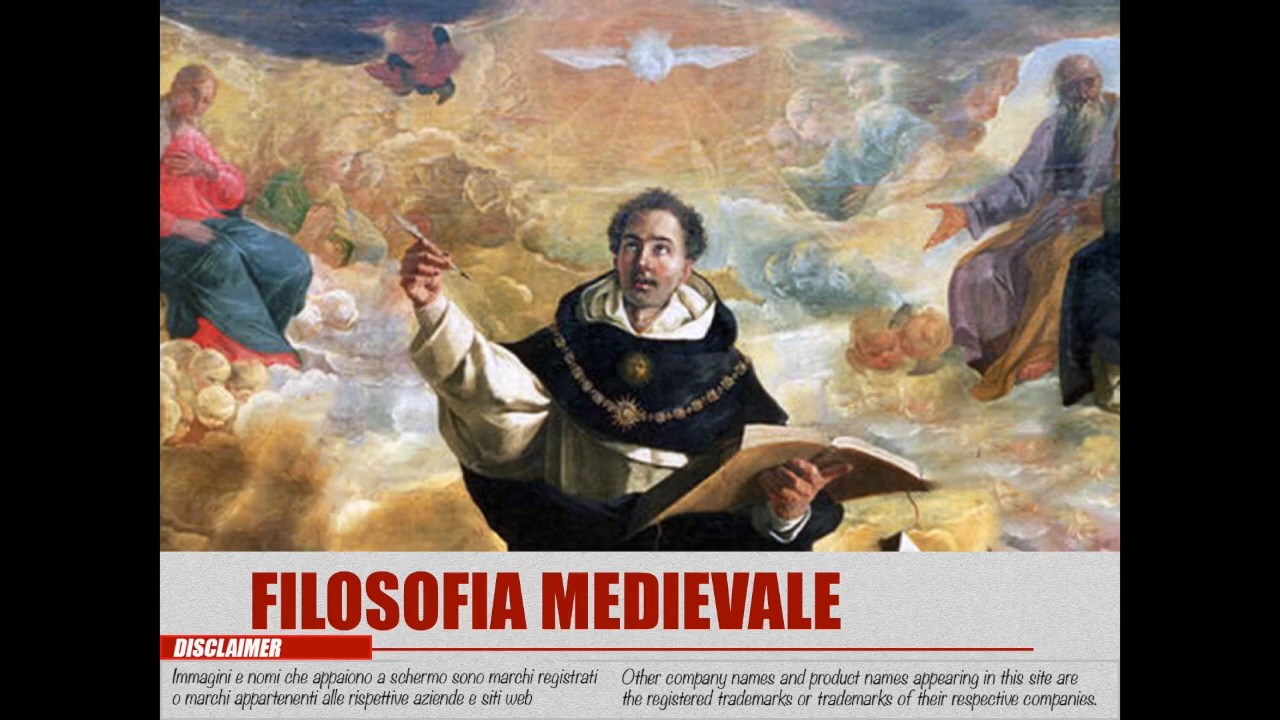 FILOSOFIA MEDIEVALE
DISCLAIMER
Immagini e nomi che appaiono a schermo sono marchi registrati
o marchi appartenenti alle rispettive aziende e siti web
Other company names and product names appearing in this site are
the registered trademarks or trademarks of their respective companies.